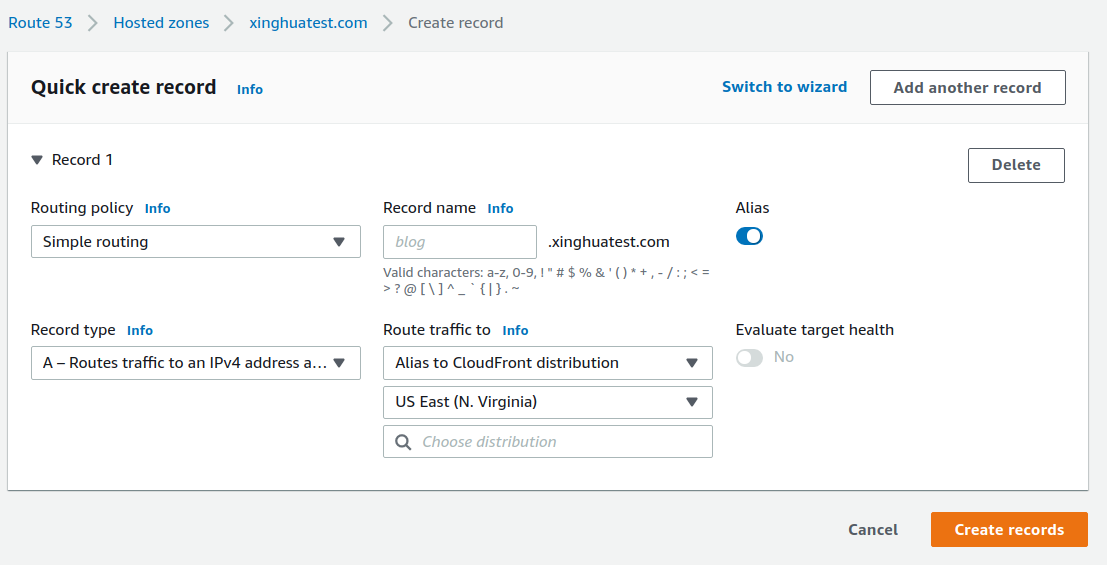 Route 53 > Hosted zones > xinghuatest.com > Create record
Quick create record Info Switch to wizard Add another record
Record 1 Delete
Routing policy Info
Simple routing
Record name Info
blog .xinghuatest.com
Valid characters: a-z, 0-9, ! " # $ % & ' ( ) * + , - / : ; < =
> ? @ [ \ ] ^ _ ` { | } . ~
Alias
Record type Info
A – Routes traffic to an IPv4 address a...
Route traffic to Info
Alias to CloudFront distribution
US East (N. Virginia)
Choose distribution
Evaluate target health
No
Cancel Create records